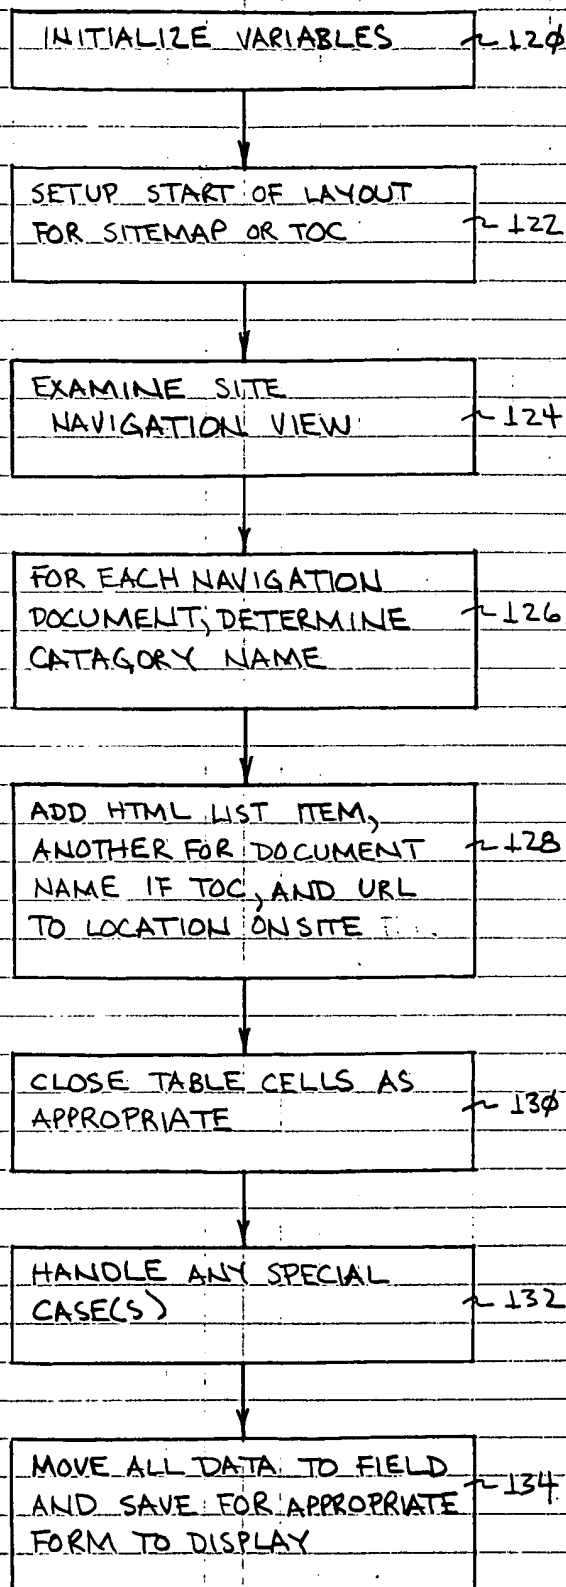 INITIALIZE VARIABLES
120
SETUP START OF LAYOUT
FOR SITEMAP OR TOC
122
EXAMINE SITE
NAVIGATION VIEW
124
FOR EACH NAVIGATION
DOCUMENT, DETERMINE
CATAGORY NAME
126
ADD HTML LIST ITEM,
ANOTHER FOR DOCUMENT
NAME IF TOC, AND URL
TO LOCATION ON SITE
128
CLOSE TABLE CELLS AS
APPROPRIATE
130
HANDLE ANY SPECIAL
CASE(S)
132
MOVE ALL DATA TO FIELD
AND SAVE FOR APPROPRIATE
FORM TO DISPLAY
134